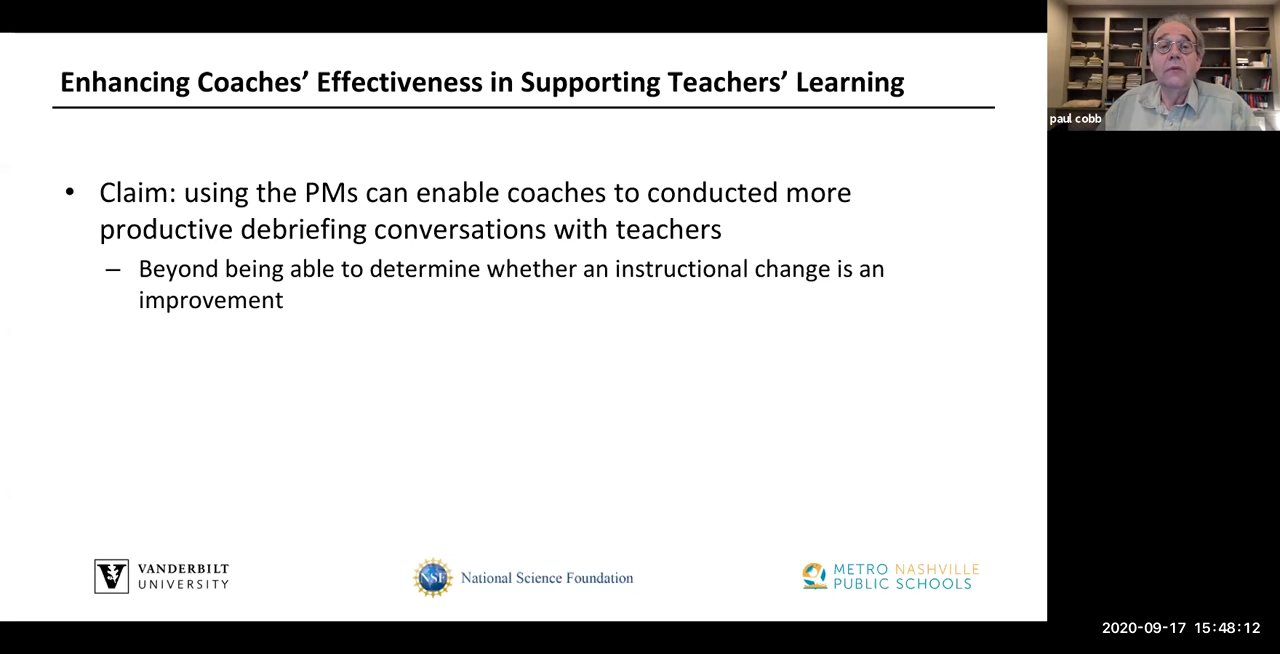 Enhancing Coaches’ Effectiveness in Supporting Teachers’ Learning
• Claim: using the PMs can enable coaches to conducted more
productive debriefing conversations with teachers
– Beyond being able to determine whether an instructional change is an
improvement
V VANDERBILT
UNIVERSITY
NSF National Science Foundation
METRO NASHVILLE
PUBLIC SCHOOLS
paul cobb
2020-09-17 15:48:12